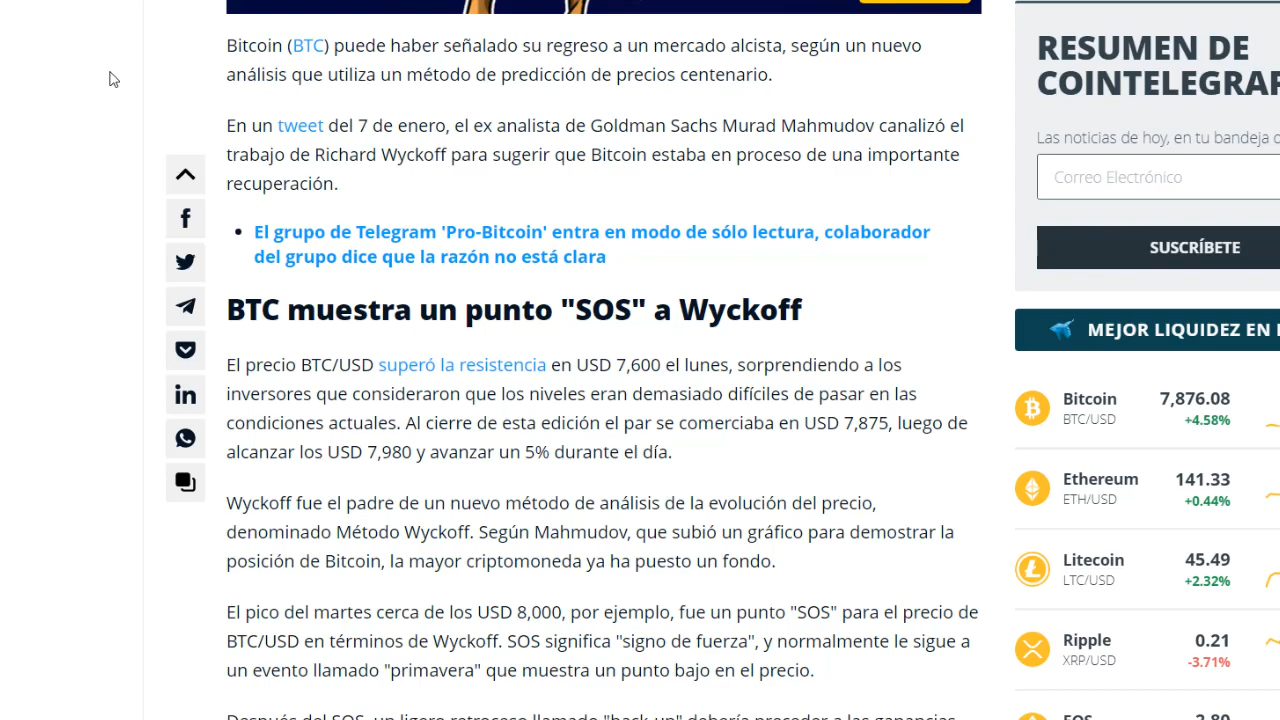 Bitcoin (BTC) puede haber señalado su regreso a un mercado alcista, según un nuevo
análisis que utiliza un método de predicción de precios centenario.
En un tweet del 7 de enero, el ex analista de Goldman Sachs Murad Mahmudov canalizó el
trabajo de Richard Wyckoff para sugerir que Bitcoin estaba en proceso de una importante
recuperación.
El grupo de Telegram 'Pro-Bitcoin' entra en modo de sólo lectura, colaborador
del grupo dice que la razón no está clara
BTC muestra un punto "SOS" a Wyckoff
El precio BTC/USD superó la resistencia en USD 7,600 el lunes, sorprendiendo a los
inversores que consideraron que los niveles eran demasiado difíciles de pasar en las
condiciones actuales. Al cierre de esta edición el par se comerciaba en USD 7,875, luego de
alcanzar los USD 7,980 y avanzar un 5% durante el día.
Wyckoff fue el padre de un nuevo método de análisis de la evolución del precio,
denominado Método Wyckoff. Según Mahmudov, que subió un gráfico para demostrar la
posición de Bitcoin, la mayor criptomoneda ya ha puesto un fondo.
El pico del martes cerca de los USD 8,000, por ejemplo, fue un punto "SOS" para el precio de
BTC/USD en términos de Wyckoff. SOS significa "signo de fuerza", y normalmente le sigue a
un evento llamado "primavera" que muestra un punto bajo en el precio.
Después del SOS, un ligero retroceso llamado "back up" debería preceder a las ganancias
RESUMEN DE
COINTELEGRAP
Las noticias de hoy, en tu bandeja
Correo Electrónico
SUSCRÍBETE
MEJOR LIQUIDEZ EN
Bitcoin 7,876.08
BTC/USD +4.58%
Ethereum 141.33
ETH/USD +0.44%
Litecoin 45.49
LTC/USD +2.32%
Ripple 0.21
XRP/USD -3.71%
EOS 2.80